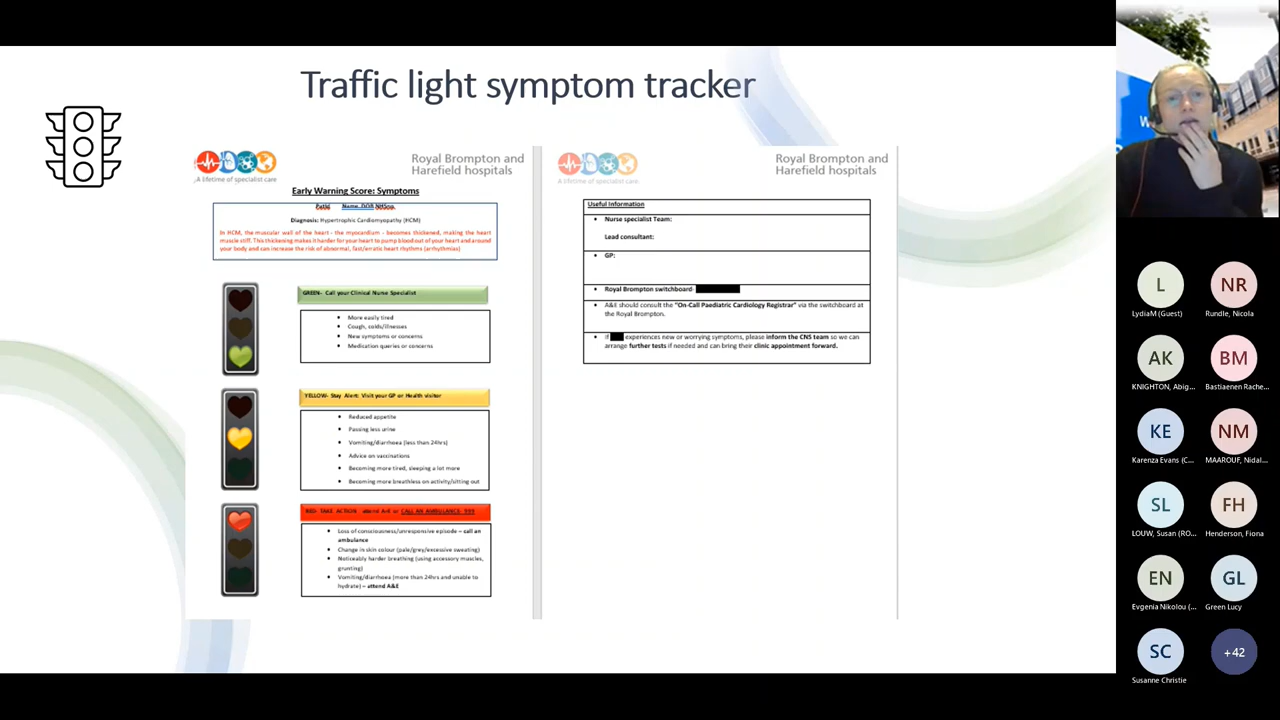 Traffic light symptom tracker
A lifetime of specialist care
Royal Brompton and
Harefield hospitals
Early Warning Score: Symptoms
Name, DOB
Diagnosis: Hypertrophic Cardiomyopathy (HCM)
In HCM, the muscular wall of the heart - the myocardium - becomes thickened, making the heart
muscle stiff. This thickening makes it harder for your heart to pump blood out of your heart and around
your body and can increase the risk of abnormal, fast/erratic heart rhythms (arrhythmias)
GREEN- Call your Clinical Nurse Specialist
• More easily tired
• Cough, colds/illnesses
• New symptoms or concerns
• Medication queries or concerns
YELLOW- Stay Alert: Visit your GP or Health visitor
• Reduced appetite
• Passing less urine
• Vomiting/diarrhoea (less than 24hrs)
• Advice on vaccinations
• Becoming more tired, sleeping a lot more
• Becoming more breathless on activity/sitting out
RED- TAKE ACTION attend A+E or CALL AN AMBULANCE- 999
• Loss of consciousness/unresponsive episode – call an
ambulance
• Change in skin colour (pale/grey/excessive sweating)
• Noticeably harder breathing (using accessory muscles,
grunting)
• Vomiting/diarrhoea (more than 24hrs and unable to
hydrate) – attend A&E
A lifetime of specialist care
Royal Brompton and
Harefield hospitals
Useful Information
• Nurse specialist Team:
Lead consultant:
• GP:
• Royal Brompton switchboard-
• A&E should consult the "On-Call Paediatric Cardiology Registrar" via the switchboard at
the Royal Brompton.
• If experiences new or worrying symptoms, please inform the CNS team so we can
arrange further tests if needed and can bring their clinic appointment forward.
W
L
NR
LydiaM (Guest)
Rundle, Nicola
AK
BM
KNIGHTON, Abig...
Bastiaenen Rache...
KE
NM
Karenza Evans (C...
MAAROUF, Nidal...
SL
FH
LOUW, Susan (RO...
Henderson, Fiona
EN
GL
Evgenia Nikolou (...
Green Lucy
SC
+42
Susanne Christie